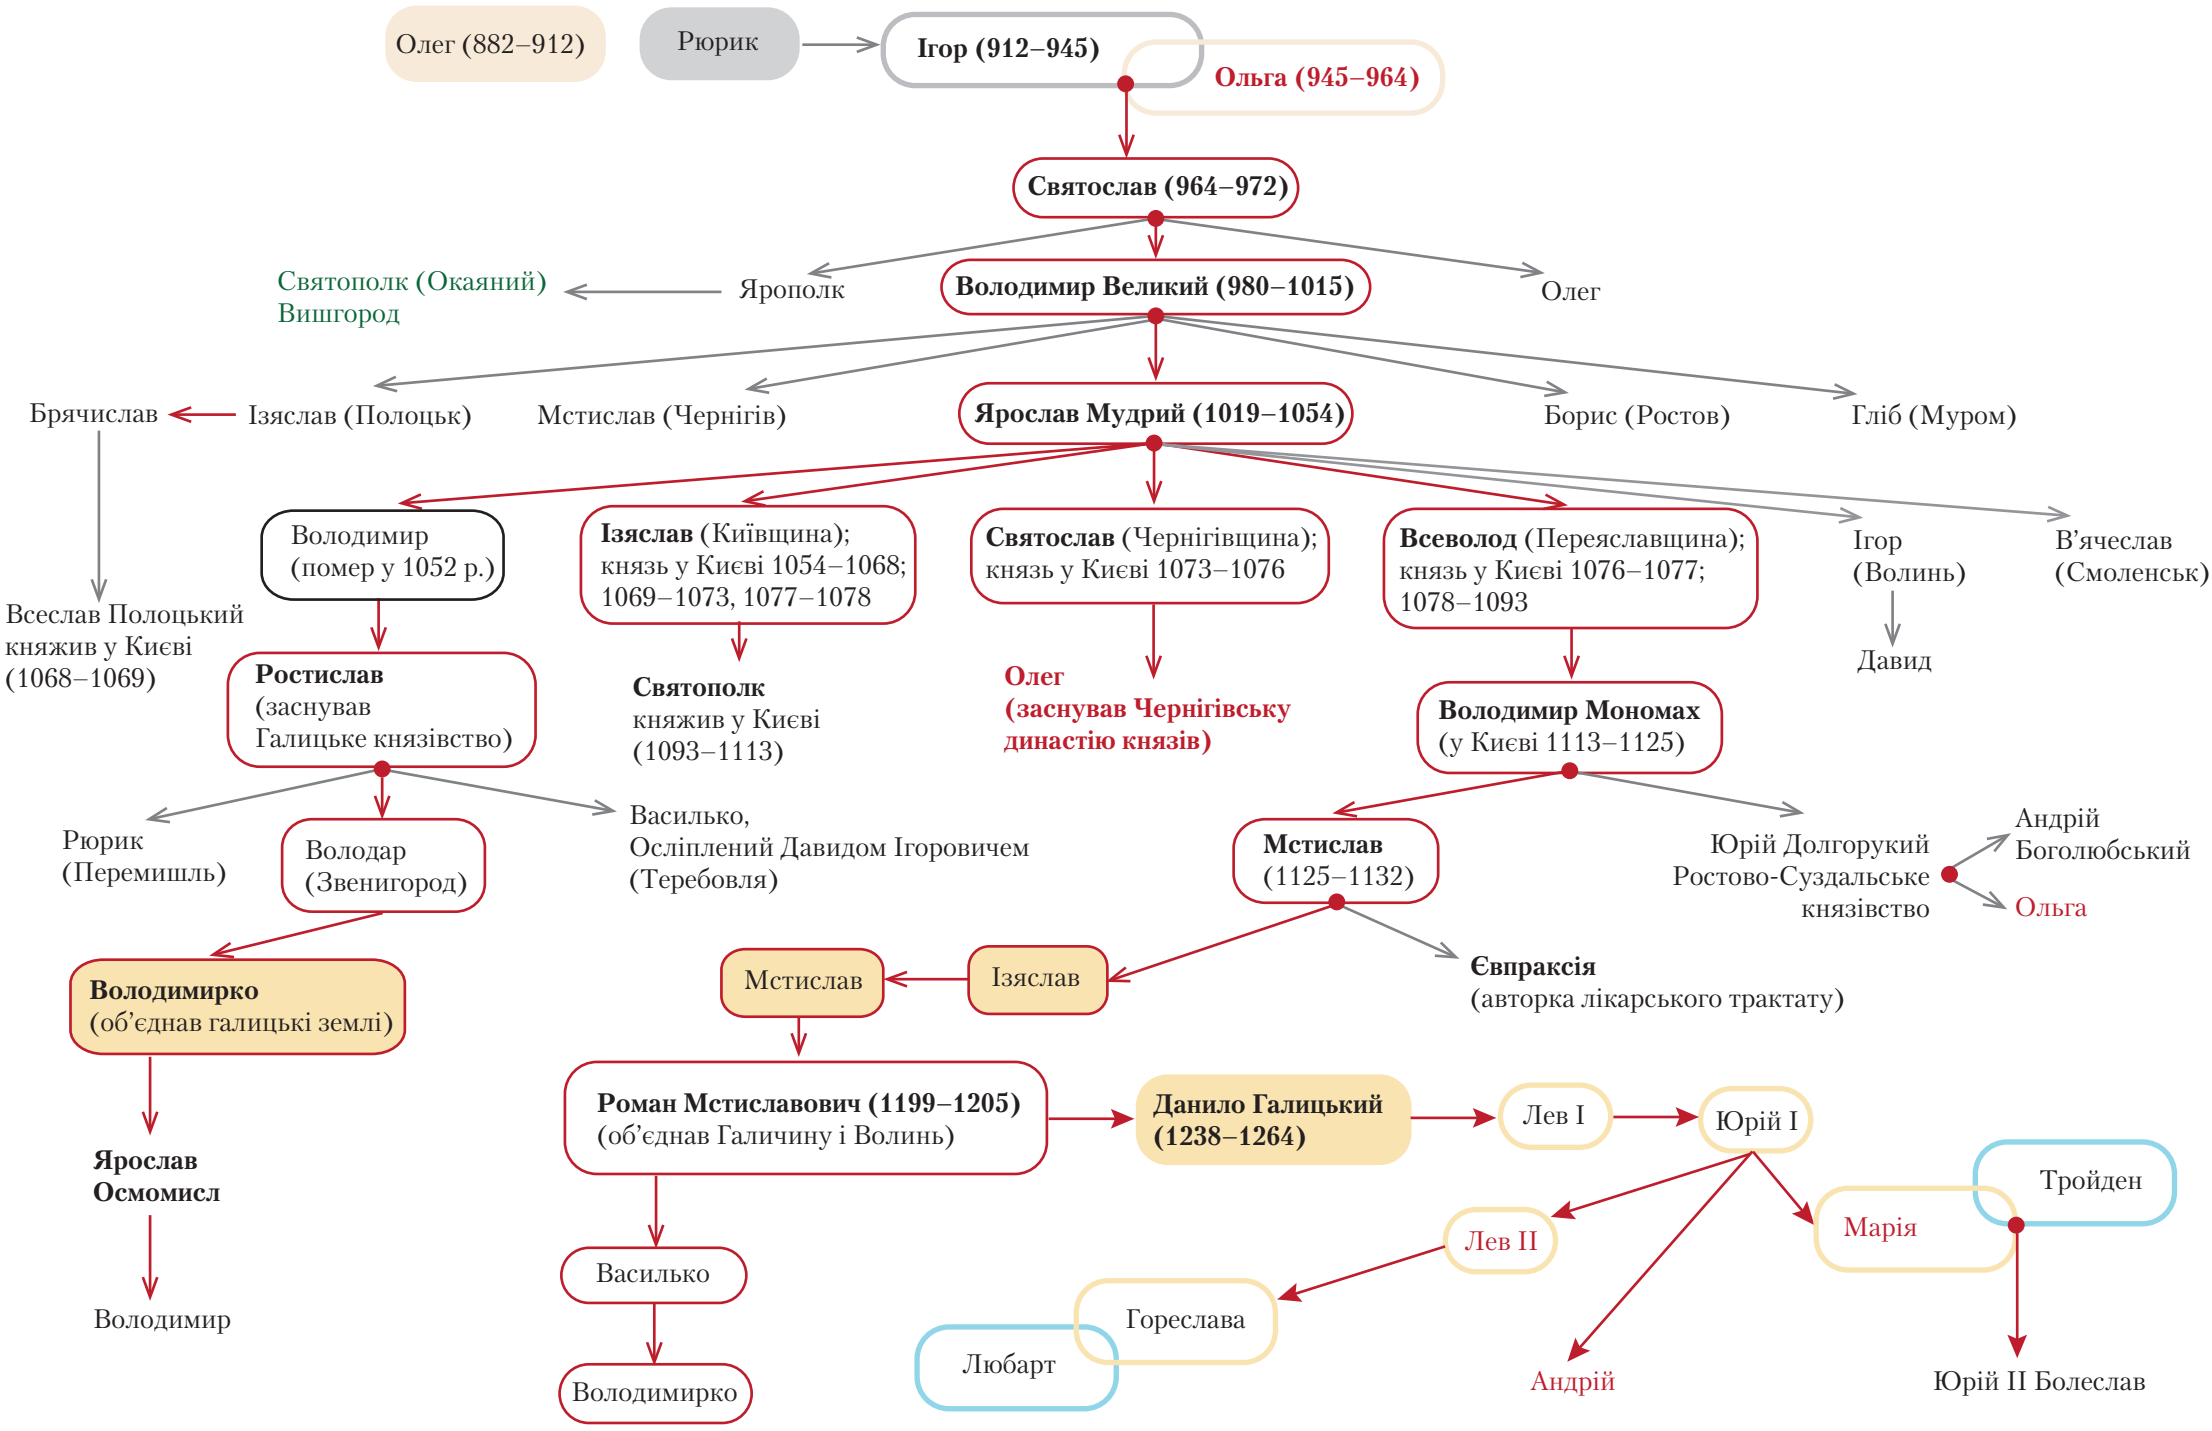 Олег (882–912)
Рюрик
Ігор (912–945)
Ольга (945–964)
Святослав (964–972)
Святополк (Окаяний)
Вишгород
Ярополк
Володимир Великий (980–1015)
Олег
Брячислав
Ізяслав (Полоцьк)
Мстислав (Чернігів)
Ярослав Мудрий (1019–1054)
Борис (Ростов)
Гліб (Муром)
Володимир
(помер у 1052 р.)
Ізяслав (Київщина);
князь у Києві 1054–1068;
1069–1073, 1077–1078
Святослав (Чернігівщина);
князь у Києві 1073–1076
Всеволод (Переяславщина);
князь у Києві 1076–1077;
1078–1093
Ігор
(Волинь)
В'ячеслав
(Смоленськ)
Всеслав Полоцький
княжив у Києві
(1068–1069)
Ростислав
(заснував
Галицьке князівство)
Святополк
княжив у Києві
(1093–1113)
Олег
(заснував Чернігівську
династію князів)
Володимир Мономах
(у Києві 1113–1125)
Давид
Рюрик
(Перемишль)
Володар
(Звенигород)
Василько,
Осліплений Давидом Ігоровичем
(Теребовля)
Мстислав
(1125–1132)
Юрій Долгорукий
Ростово-Суздальське
князівство
Андрій
Боголюбський
Ольга
Володимирко
(об’єднав галицькі землі)
Мстислав
Ізяслав
Євпраксія
(авторка лікарського трактату)
Роман Мстиславович (1199–1205)
(об’єднав Галичину і Волинь)
Данило Галицький
(1238–1264)
Лев І
Юрій І
Ярослав
Осмомисл
Тройден
Марія
Лев ІІ
Василько
Гореслава
Володимир
Любарт
Володимирко
Андрій
Юрій ІІ Болеслав